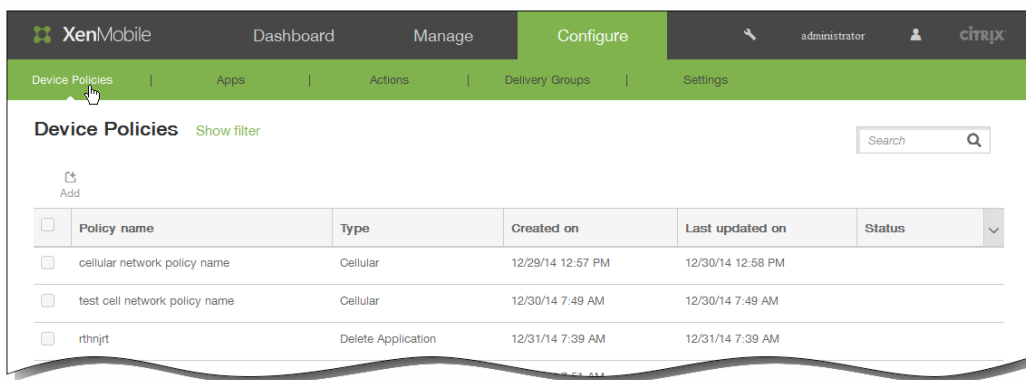 XenMobile Dashboard Manage Configure administrator CİTRIX
Device Policies | Apps | Actions | Delivery Groups | Settings
Device Policies Show filter Search
Add
Policy name Type Created on Last updated on Status
cellular network policy name Cellular 12/29/14 12:57 PM 12/30/14 12:58 PM
test cell network policy name Cellular 12/30/14 7:49 AM 12/30/14 7:49 AM
rthnjrt Delete Application 12/31/14 7:39 AM 12/31/14 7:39 AM